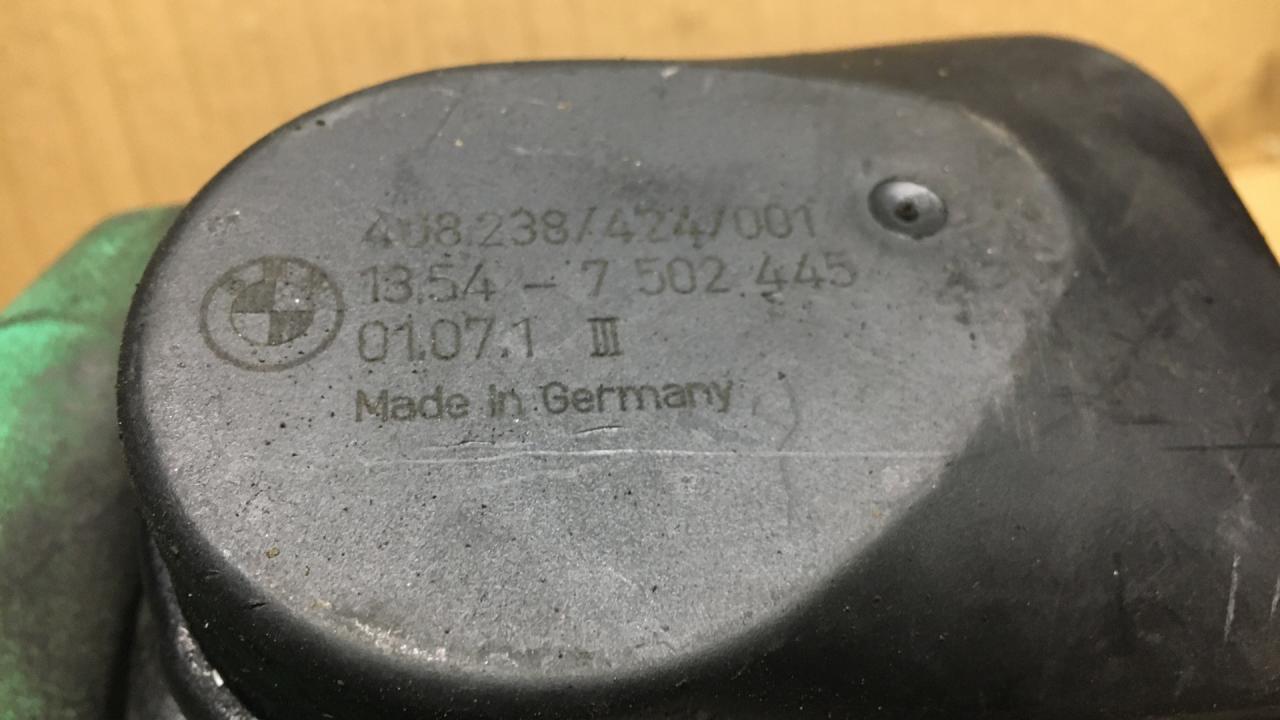 408.238/424/001
13.54 - 7 502 445
01.07.1 III
Made in Germany